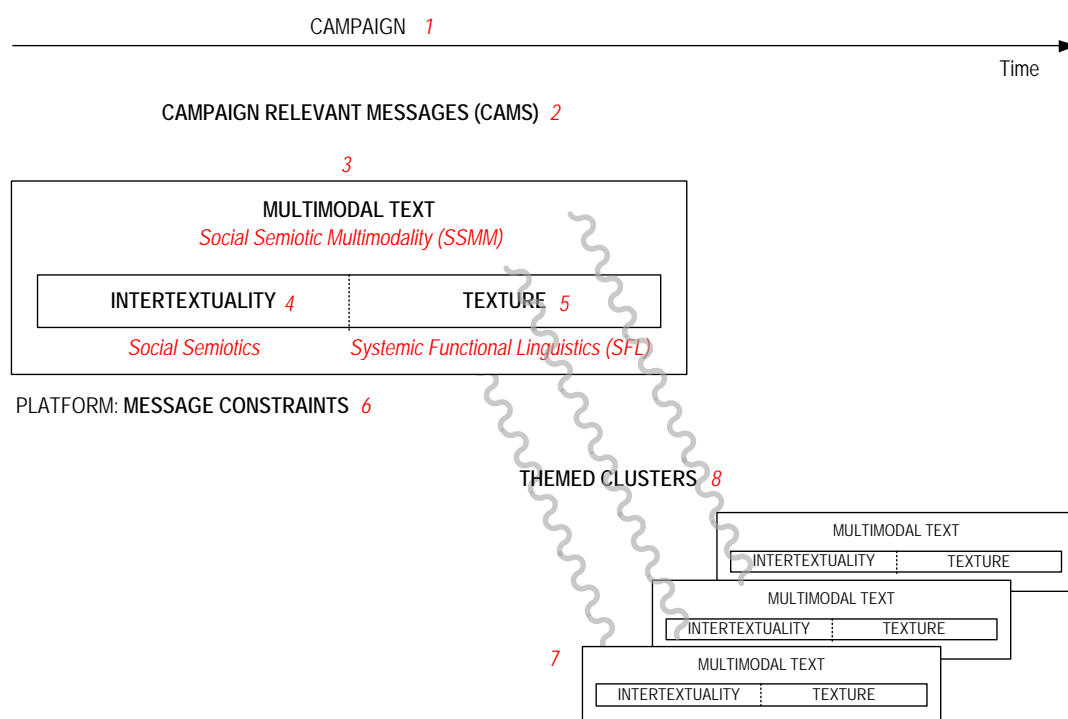 CAMPAIGN 1
Time
CAMPAIGN RELEVANT MESSAGES (CAMS) 2
3
MULTIMODAL TEXT
Social Semiotic Multimodality (SSMM)
INTERTEXTUALITY 4 TEXTURE 5
Social Semiotics Systemic Functional Linguistics (SFL)
PLATFORM: MESSAGE CONSTRAINTS 6
THEMED CLUSTERS 8
MULTIMODAL TEXT
INTERTEXTUALITY TEXTURE
MULTIMODAL TEXT
INTERTEXTUALITY TEXTURE
7
MULTIMODAL TEXT
INTERTEXTUALITY TEXTURE